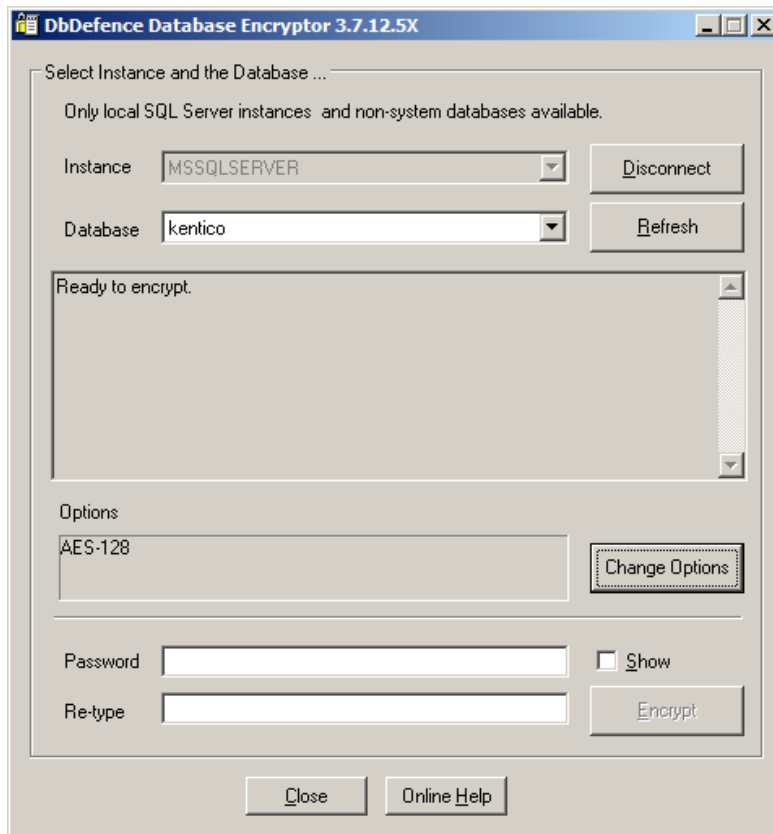 DbDefence Database Encryptor 3.7.12.5X
Select Instance and the Database ...
Only local SQL Server instances and non-system databases available.
Instance MSSQLSERVER Disconnect
Database kentico Refresh
Ready to encrypt.
Options
AES-128
Change Options
Password Show
Re-type Encrypt
Close Online Help